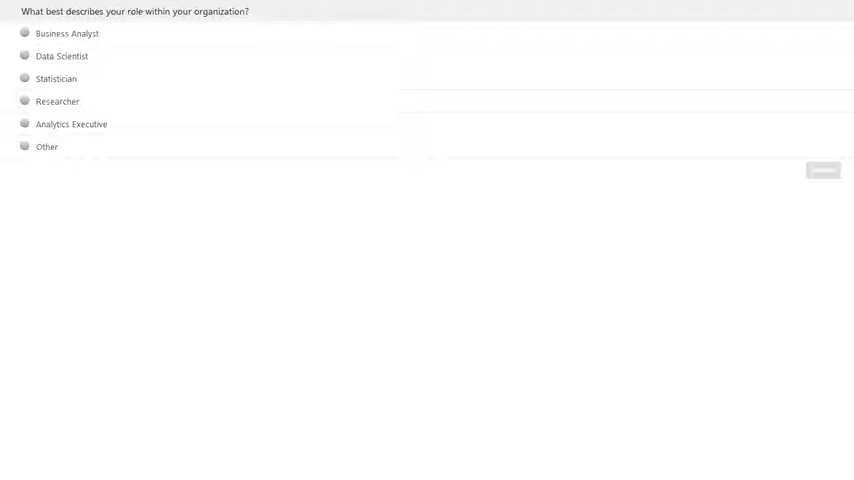 What best describes your role within your organization?
Business Analyst
Data Scientist
Statistician
Researcher
Analytics Executive
Other